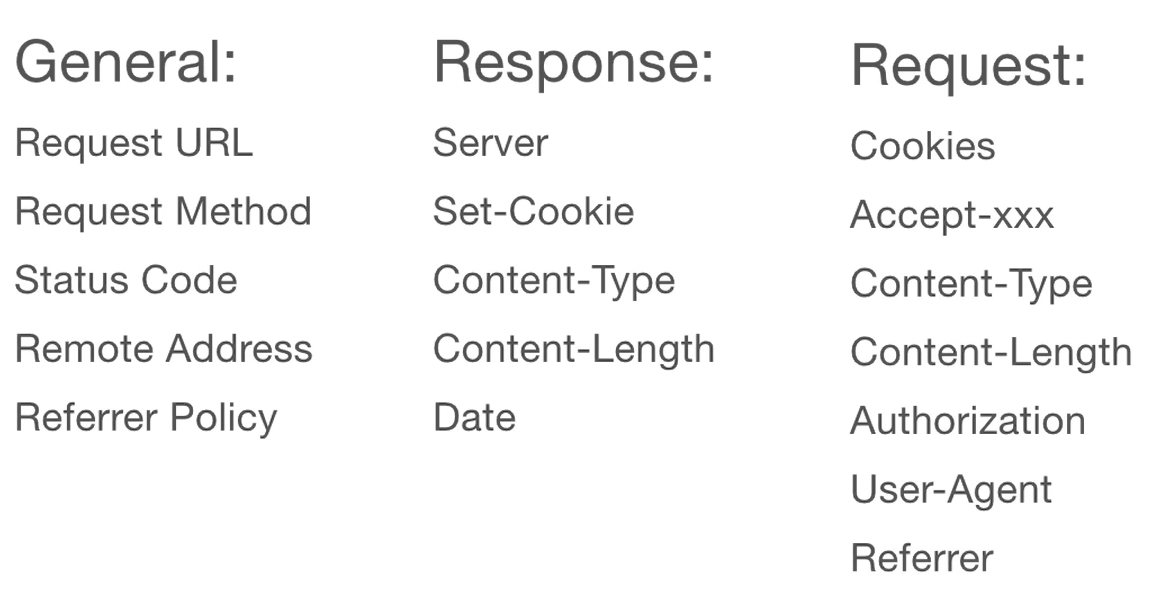 General:
Request URL
Request Method
Status Code
Remote Address
Referrer Policy
Response:
Server
Set-Cookie
Content-Type
Content-Length
Date
Request:
Cookies
Accept-xxx
Content-Type
Content-Length
Authorization
User-Agent
Referrer